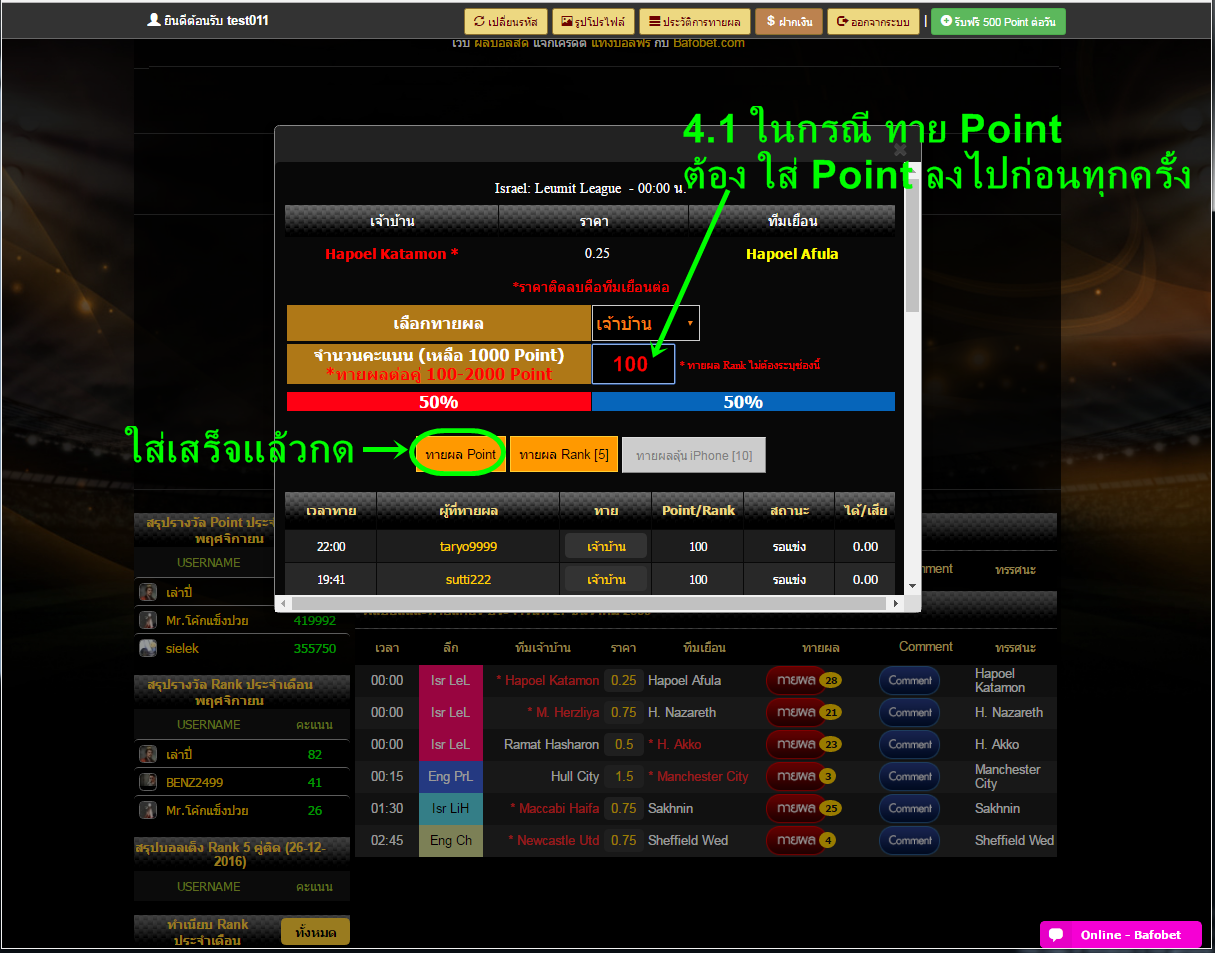 ยินดีต้อนรับ test011
เปลี่ยนรหัส
รูปโปรไฟล์
ประวัติการทายผล
$ ฝากเงิน
ออกจากระบบ
|
รับฟรี 500 Point ต่อวัน
เว็บ ผลบอลสด แจกเครดิต แทงบอลฟรี กับ Bafobet.com
4.1 ในกรณี ทาย Point
ต้อง ใส่ Point ลงไปก่อนทุกครั้ง
Israel: Leumit League - 00:00 น.
เจ้าบ้าน ราคา ทีมเยือน
Hapoel Katamon * 0.25 Hapoel Afula
*ราคาติดลบคือทีมเยือนต่อ
เลือกทายผล เจ้าบ้าน
จำนวนคะแนน (เหลือ 1000 Point)
*ทายผลต่อคู่ 100-2000 Point
100
* ทายผล Rank ไม่ต้องระบุช่องนี้
50% 50%
ใส่เสร็จแล้วกด
ทายผล Point
ทายผล Rank [5]
ทายผลลุ้น iPhone [10]
เวลาทาย ผู้ที่ทายผล ทาย Point/Rank สถานะ ได้/เสีย
22:00 taryo9999 เจ้าบ้าน 100 รอแข่ง 0.00
19:41 sutti222 เจ้าบ้าน 100 รอแข่ง 0.00
สรุปรางวัล Point ประจำ
พฤศจิกายน
USERNAME
เล่าปี่
Mr.โค้กแข็งปวย 419992
sielek 355750
สรุปรางวัล Rank ประจำเดือน
พฤศจิกายน
USERNAME คะแนน
เล่าปี่ 82
BENZ2499 41
Mr.โค้กแข็งปวย 26
สรุปบอลเต็ง Rank 5 คู่ติด (26-12-
2016)
USERNAME คะแนน
ทำเนียบ Rank
ประจำเดือน
ทั้งหมด
mment ทรรศนะ
เวลา ลีก ทีมเจ้าบ้าน ราคา ทีมเยือน ทายผล Comment ทรรศนะ
00:00 Isr LeL * Hapoel Katamon 0.25 Hapoel Afula ทายผล 28 Comment Hapoel Katamon
00:00 Isr LeL * M. Herzliya 0.75 H. Nazareth ทายผล 21 Comment H. Nazareth
00:00 Isr LeL Ramat Hasharon 0.5 * H. Akko ทายผล 23 Comment H. Akko
00:15 Eng PrL Hull City 1.5 * Manchester City ทายผล 3 Comment Manchester City
01:30 Isr LiH * Maccabi Haifa 0.75 Sakhnin ทายผล 25 Comment Sakhnin
02:45 Eng Ch * Newcastle Utd 0.75 Sheffield Wed ทายผล 4 Comment Sheffield Wed
Online - Bafobet